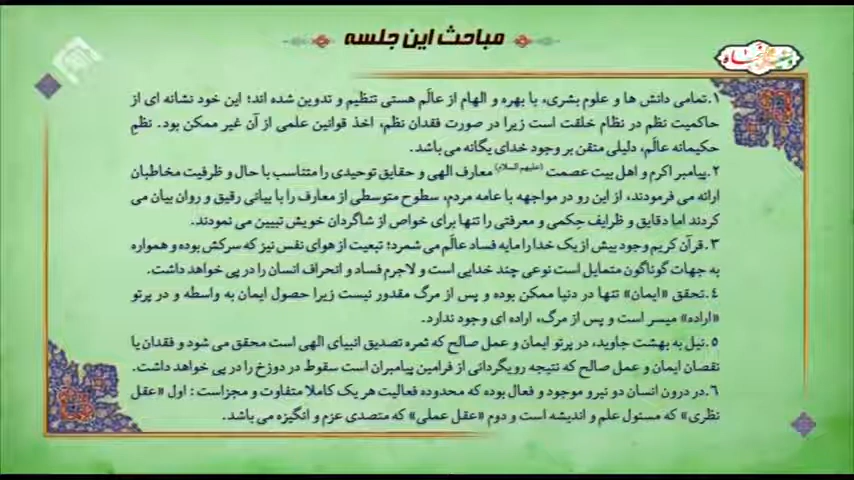 مباحث این جلسه
۱.تمامی دانش ها و علوم بشری، با بهره و الهام از عالَم هستی تنظیم و تدوین شده اند؛ این خود نشانه ای از
حاکمیت نظم در نظام خلقت است زیرا در صورت فقدان نظم، اخذ قوانین علمی از آن غیر ممکن بود. نظمِ
حکیمانه عالَم، دلیلی متقن بر وجود خدای یگانه می باشد.
۲.پیامبر اکرم و اهل بیت عصمت (علیهم السلام) معارف الهی و حقایق توحیدی را متناسب با حال و ظرفیت مخاطبان
ارائه می فرمودند، از این رو در مواجهه با عامه مردم، سطوح متوسطی از معارف را با بیانی رقیق و روان بیان می
کردند اما دقایق و ظرایف حِکمی و معرفتی را تنها برای خواص از شاگردان خویش تبیین می نمودند.
۳.قرآن کریم وجود بیش از یک خدا را مایه فساد عالَم می شمرد؛ تبعیت از هوای نفس نیز که سرکش بوده و همواره
به جهات گوناگون متمایل است نوعی چند خدایی است و لاجرم فساد و انحراف انسان را در پی خواهد داشت.
۴.تحقق «ایمان» تنها در دنیا ممکن بوده و پس از مرگ مقدور نیست زیرا حصول ایمان به واسطه و در پرتو
«اراده» میسر است و پس از مرگ، اراده ای وجود ندارد.
۵.نیل به بهشت جاوید، در پرتو ایمان و عمل صالح که ثمره تصدیق انبیای الهی است محقق می شود و فقدان یا
نقصان ایمان و عمل صالح که نتیجه رویگردانی از فرامین پیامبران است سقوط در دوزخ را در پی خواهد داشت.
۶.در درون انسان دو نیرو موجود و فعال بوده که محدوده فعالیت هر یک کاملا متفاوت و مجزاست : اول «عقل
نظری» که مسئول علم و اندیشه است و دوم «عقل عملی» که متصدی عزم و انگیزه می باشد.